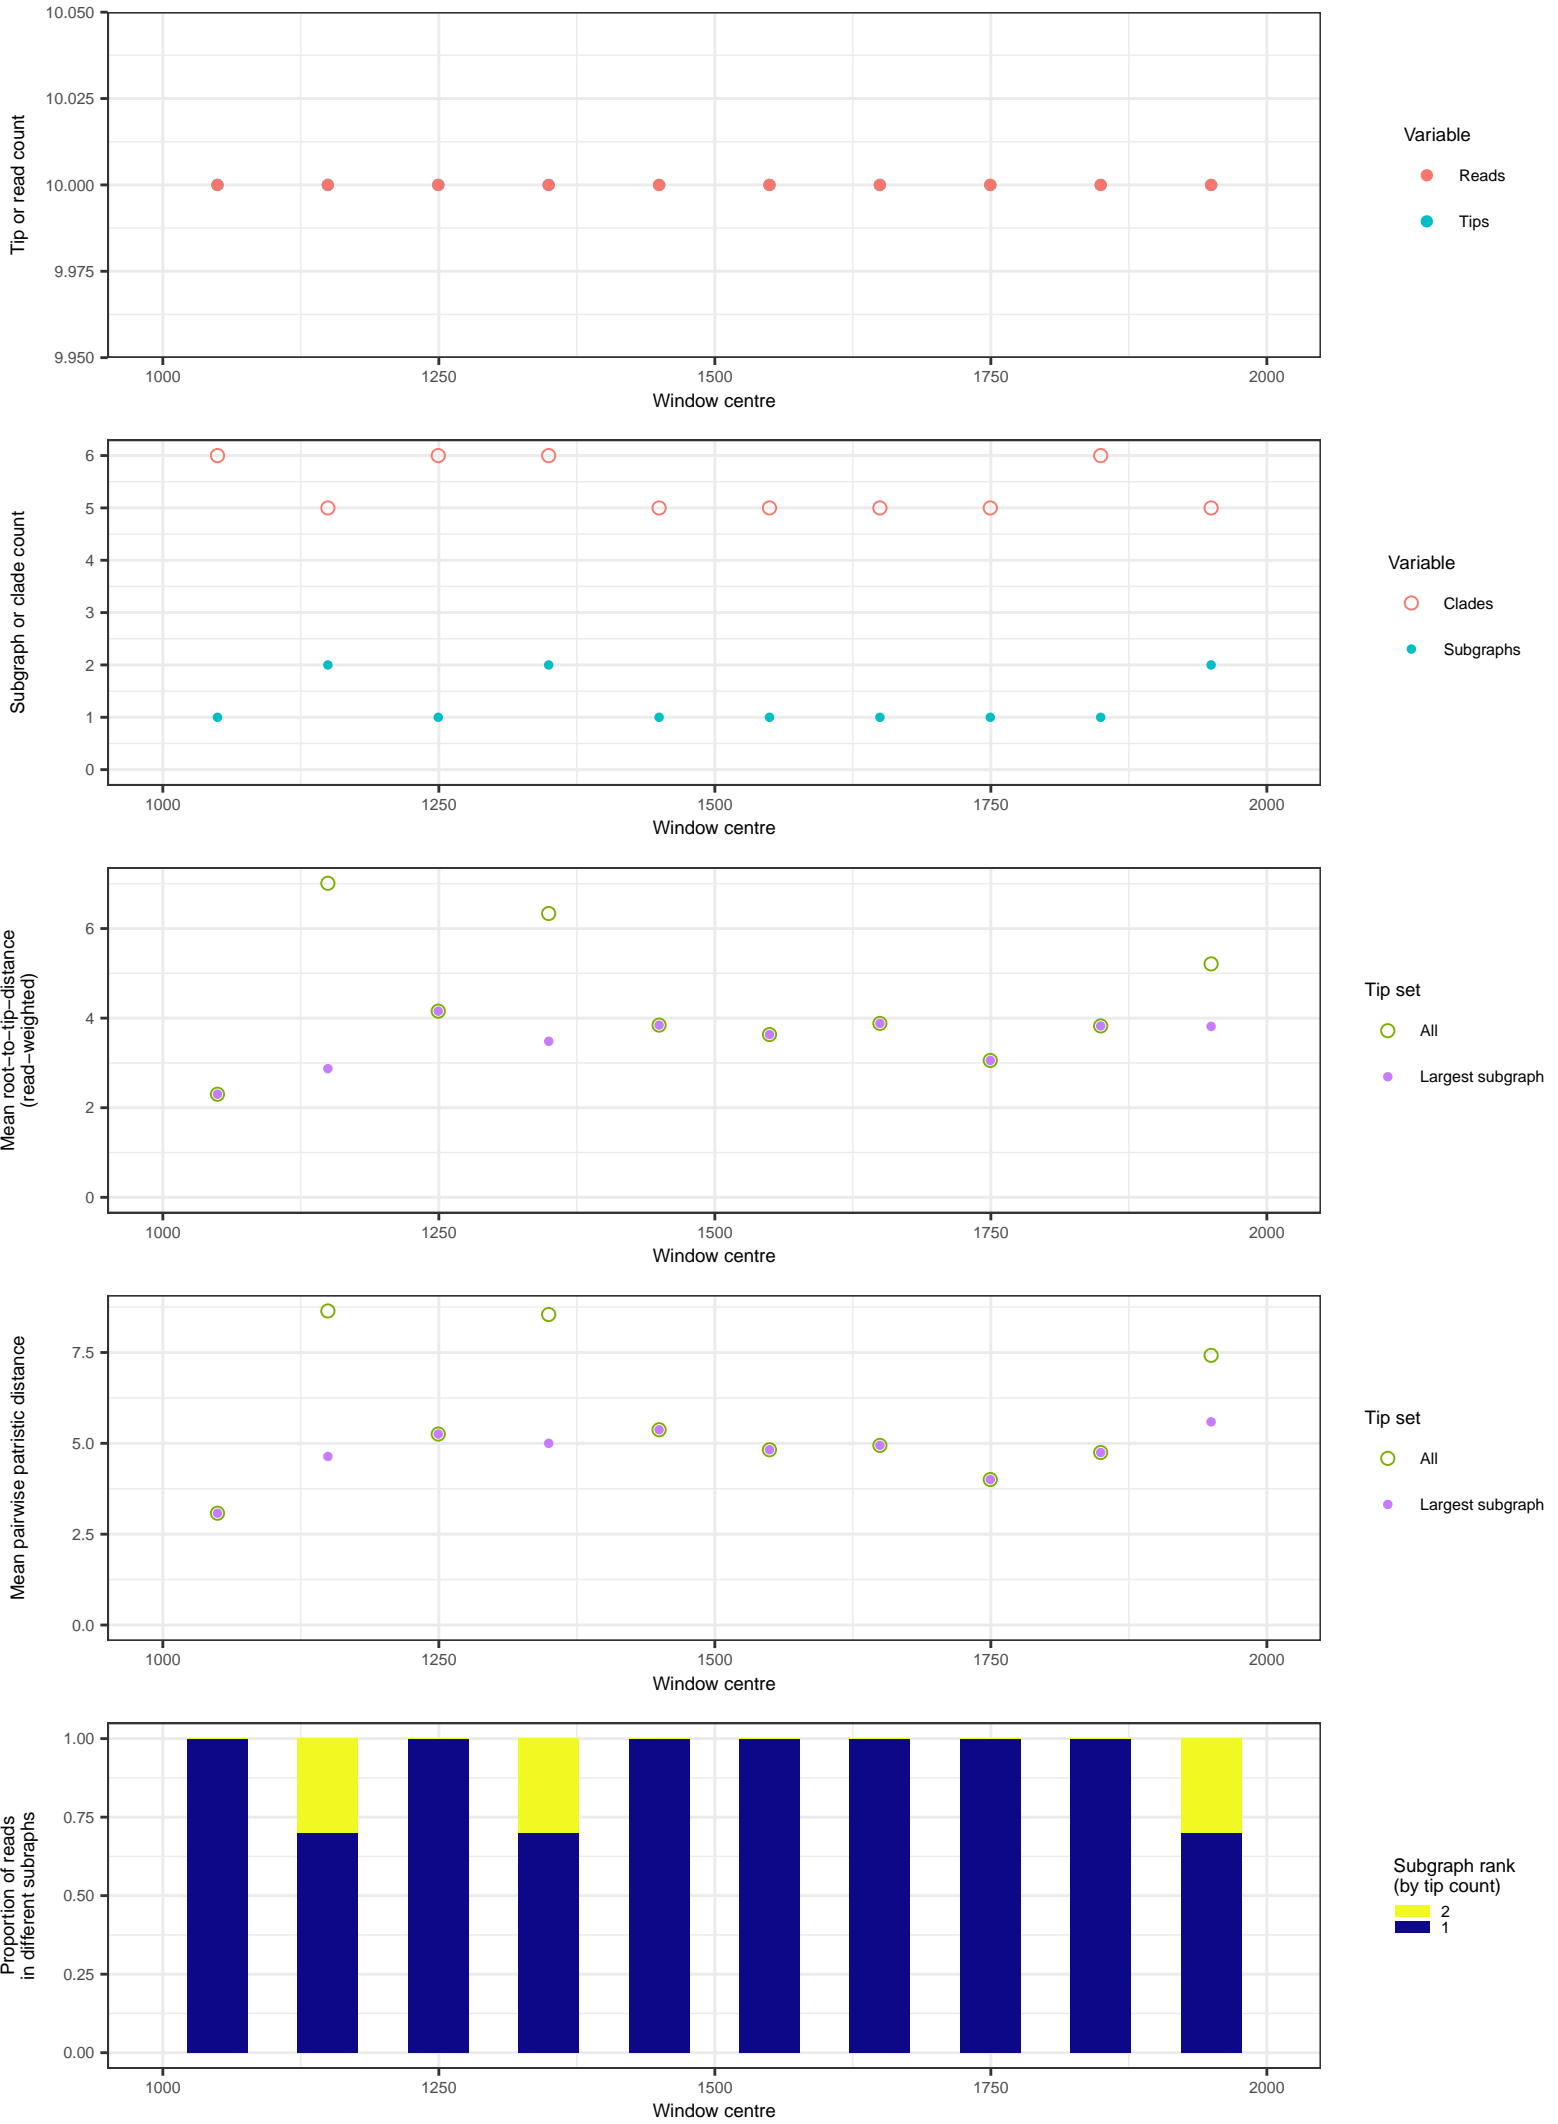 10.050
10.025
10.000
9.975
9.950
Tip or read count
1000 1250 1500 1750 2000
Window centre
Variable
Reads
Tips
6
5
4
3
2
1
0
Subgraph or clade count
1000 1250 1500 1750 2000
Window centre
Variable
Clades
Subgraphs
6
4
2
0
Mean root−to−tip−distance
(read−weighted)
1000 1250 1500 1750 2000
Window centre
Tip set
All
Largest subgraph
7.5
5.0
2.5
0.0
Mean pairwise patristic distance
1000 1250 1500 1750 2000
Window centre
Tip set
All
Largest subgraph
1.00
0.75
0.50
0.25
0.00
Proportion of reads
in different subraphs
1000 1250 1500 1750 2000
Window centre
Subgraph rank
(by tip count)
2
1